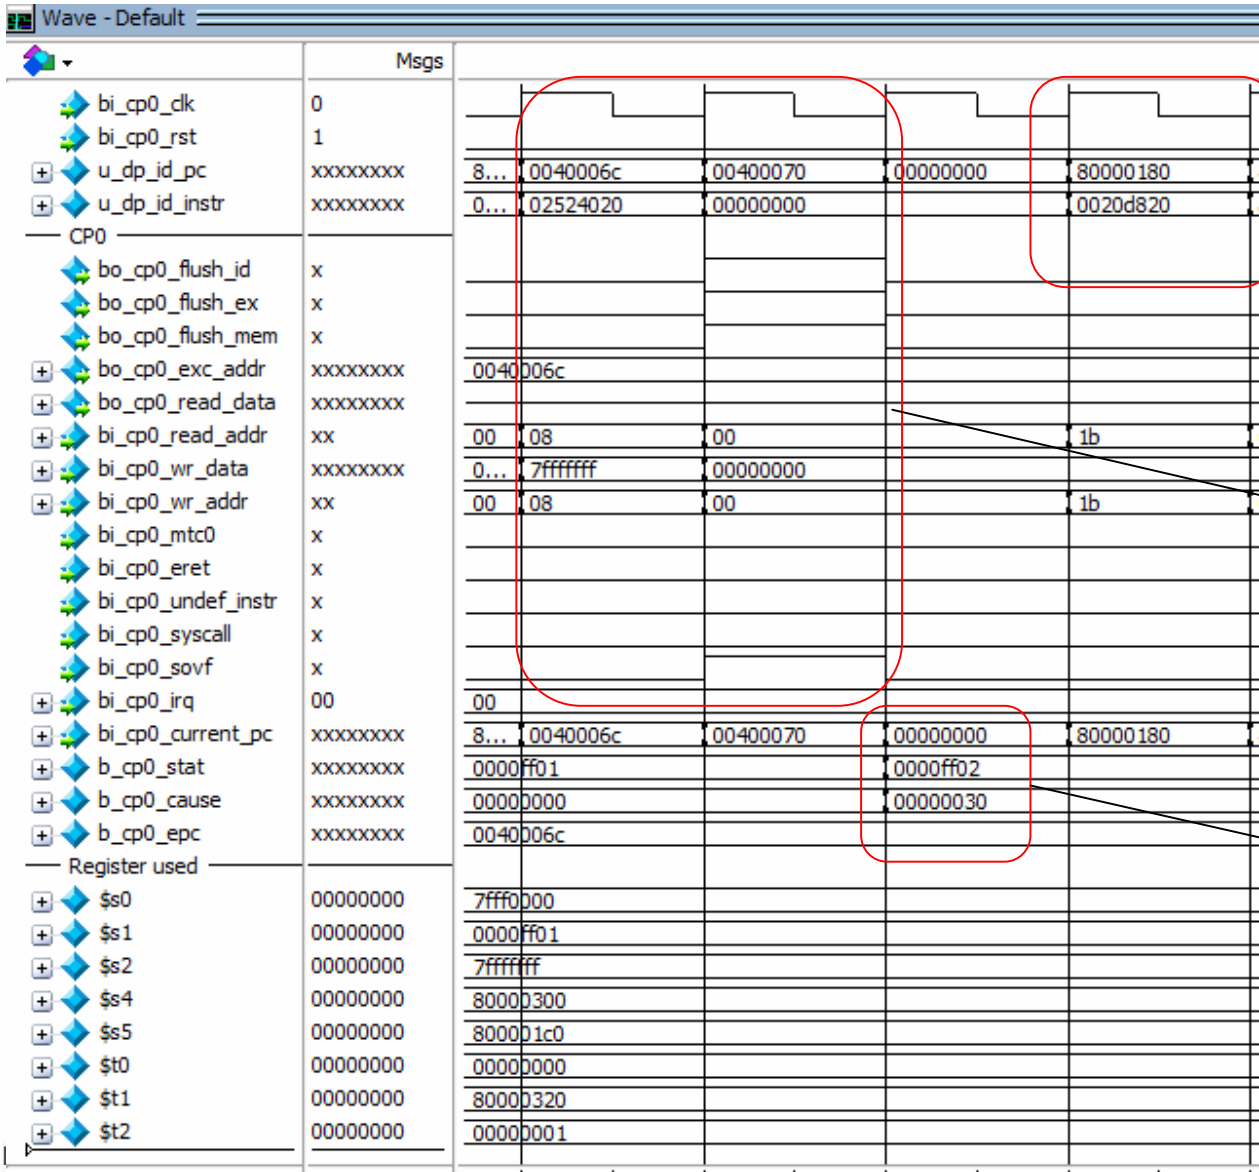 Wave - Default
Msgs
bi_cp0_clk 0
bi_cp0_rst 1
u_dp_id_pc xxxxxxxx 8... 0040006c 00400070 00000000 80000180
u_dp_id_instr xxxxxxxx 0... 02524020 00000000 0020d820
CP0
bo_cp0_flush_id x
bo_cp0_flush_ex x
bo_cp0_flush_mem x
bo_cp0_exc_addr xxxxxxxx 0040006c
bo_cp0_read_data xxxxxxxx
bi_cp0_read_addr xx 00 08 00 1b
bi_cp0_wr_data xxxxxxxx 0... 7fffffff 00000000
bi_cp0_wr_addr xx 00 08 00 1b
bi_cp0_mtc0 x
bi_cp0_eret x
bi_cp0_undef_instr x
bi_cp0_syscall x
bi_cp0_sovf x
bi_cp0_irq 00 00
bi_cp0_current_pc xxxxxxxx 8... 0040006c 00400070 00000000 80000180
b_cp0_stat xxxxxxxx 0000ff01 0000ff02
b_cp0_cause xxxxxxxx 00000000 00000030
b_cp0_epc xxxxxxxx 0040006c
Register used
$s0 00000000 7fff0000
$s1 00000000 0000ff01
$s2 00000000 7fffffff
$s4 00000000 80000300
$s5 00000000 800001c0
$t0 00000000 00000000
$t1 00000000 80000320
$t2 00000000 00000001